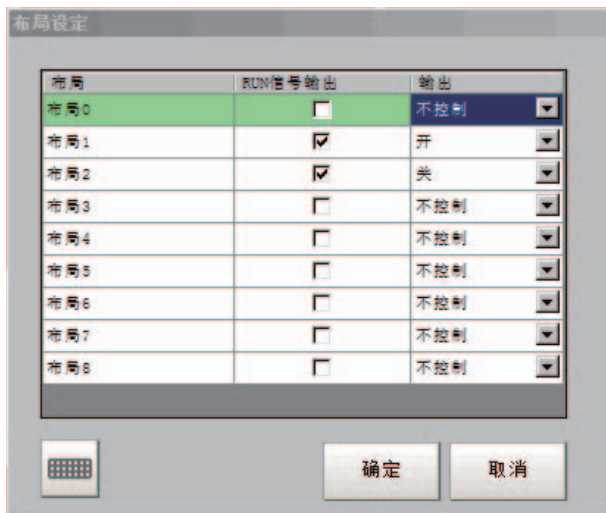 布局设定
布局 RUN信号输出 输出
布局0 不控制
布局1 开
布局2 关
布局3 不控制
布局4 不控制
布局5 不控制
布局6 不控制
布局7 不控制
布局8 不控制
确定 取消